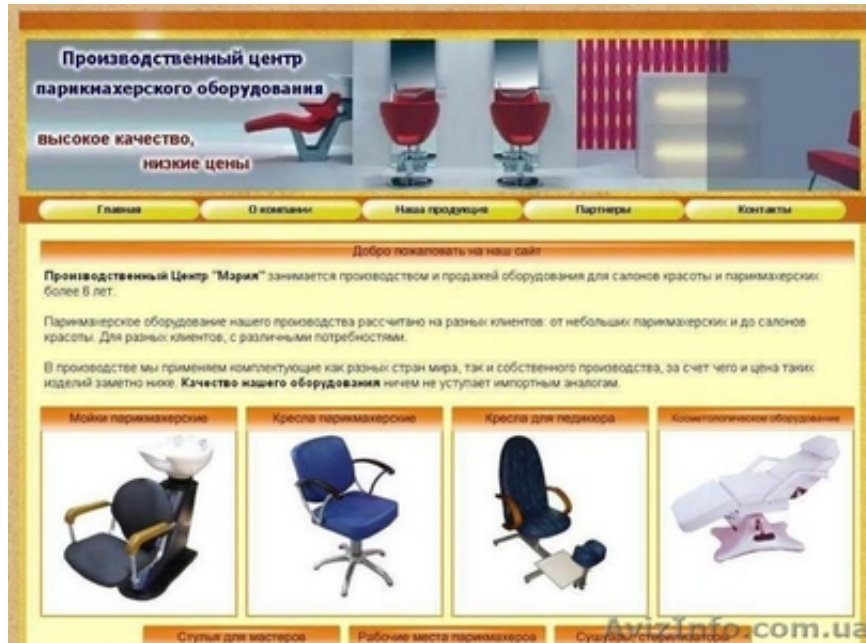 Производственный центр
парикмахерского оборудования
высокое качество,
низкие цены
Главная О компании Наша продукция Партнеры Контакты
Добро пожаловать на наш сайт
Производственный Центр "Мария" занимается производством и продажей оборудования для салонов красоты и парикмахерских
более 6 лет.
Парикмахерское оборудование нашего производства рассчитано на разных клиентов: от небольших парикмахерских и до салонов
красоты. Для разных клиентов, с различными потребностями.
В производстве мы применяем комплектующие как разных стран мира, так и собственного производства, за счет чего и цена таких
изделий заметно ниже. Качество нашего оборудования ничем не уступает импортным аналогам.
Мойки парикмахерские Кресла парикмахерские Кресла для педикюра Косметологическое оборудование
Стулья для мастеров Рабочие места парикмахеров Сушуары, стерилизаторы
AvizInfo.com.ua